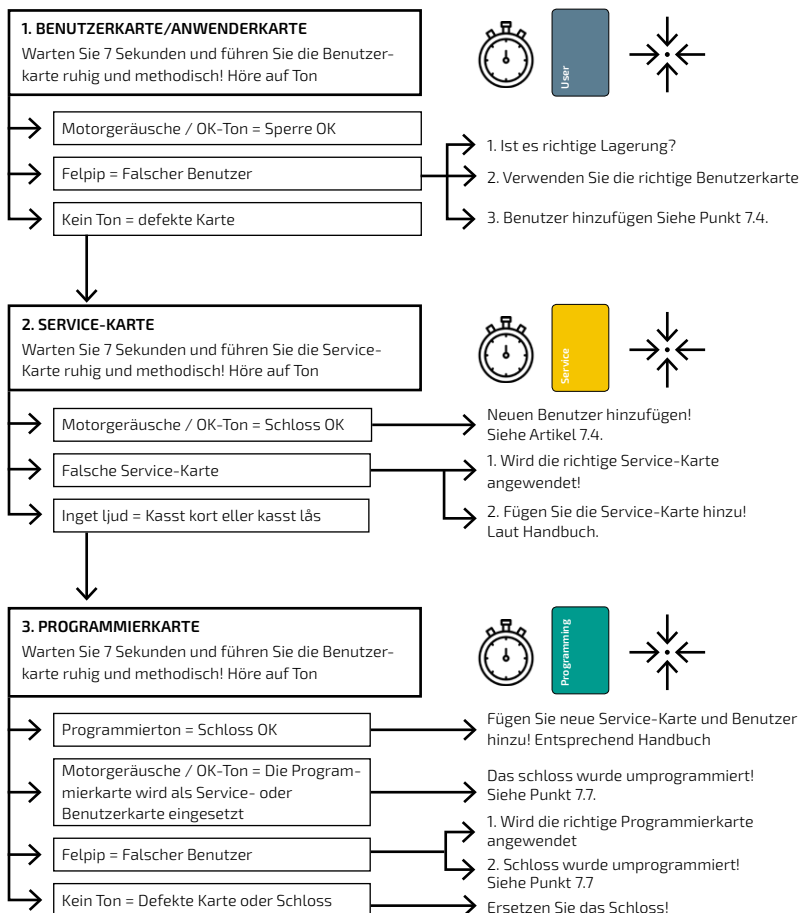 1. BENUTZERKARTE/ANWENDERKARTE
Warten Sie 7 Sekunden und führen Sie die Benutzer-
karte ruhig und methodisch! Höre auf Ton
User
Motorgeräusche / OK-Ton = Sperre OK
Felpip = Falscher Benutzer
Kein Ton = defekte Karte
1. Ist es richtige Lagerung?
2. Verwenden Sie die richtige Benutzerkarte
3. Benutzer hinzufügen Siehe Punkt 7.4.
2. SERVICE-KARTE
Warten Sie 7 Sekunden und führen Sie die Service-
Karte ruhig und methodisch! Höre auf Ton
Service
Motorgeräusche / OK-Ton = Schloss OK
Neuen Benutzer hinzufügen!
Siehe Artikel 7.4.
Falsche Service-Karte
1. Wird die richtige Service-Karte
angewendet!
2. Fügen Sie die Service-Karte hinzu!
Laut Handbuch.
Inget ljud = Kasst kort eller kasst lås
3. PROGRAMMIERKARTE
Warten Sie 7 Sekunden und führen Sie die Benutzer-
karte ruhig und methodisch! Höre auf Ton
Programming
Programmierton = Schloss OK
Fügen Sie neue Service-Karte und Benutzer
hinzu! Entsprechend Handbuch
Motorgeräusche / OK-Ton = Die Program-
mierkarte wird als Service- oder
Benutzerkarte eingesetzt
Das schloss wurde umprogrammiert!
Siehe Punkt 7.7.
Felpip = Falscher Benutzer
1. Wird die richtige Programmierkarte
angewendet
2. Schloss wurde umprogrammiert!
Siehe Punkt 7.7
Kein Ton = Defekte Karte oder Schloss
Ersetzen Sie das Schloss!